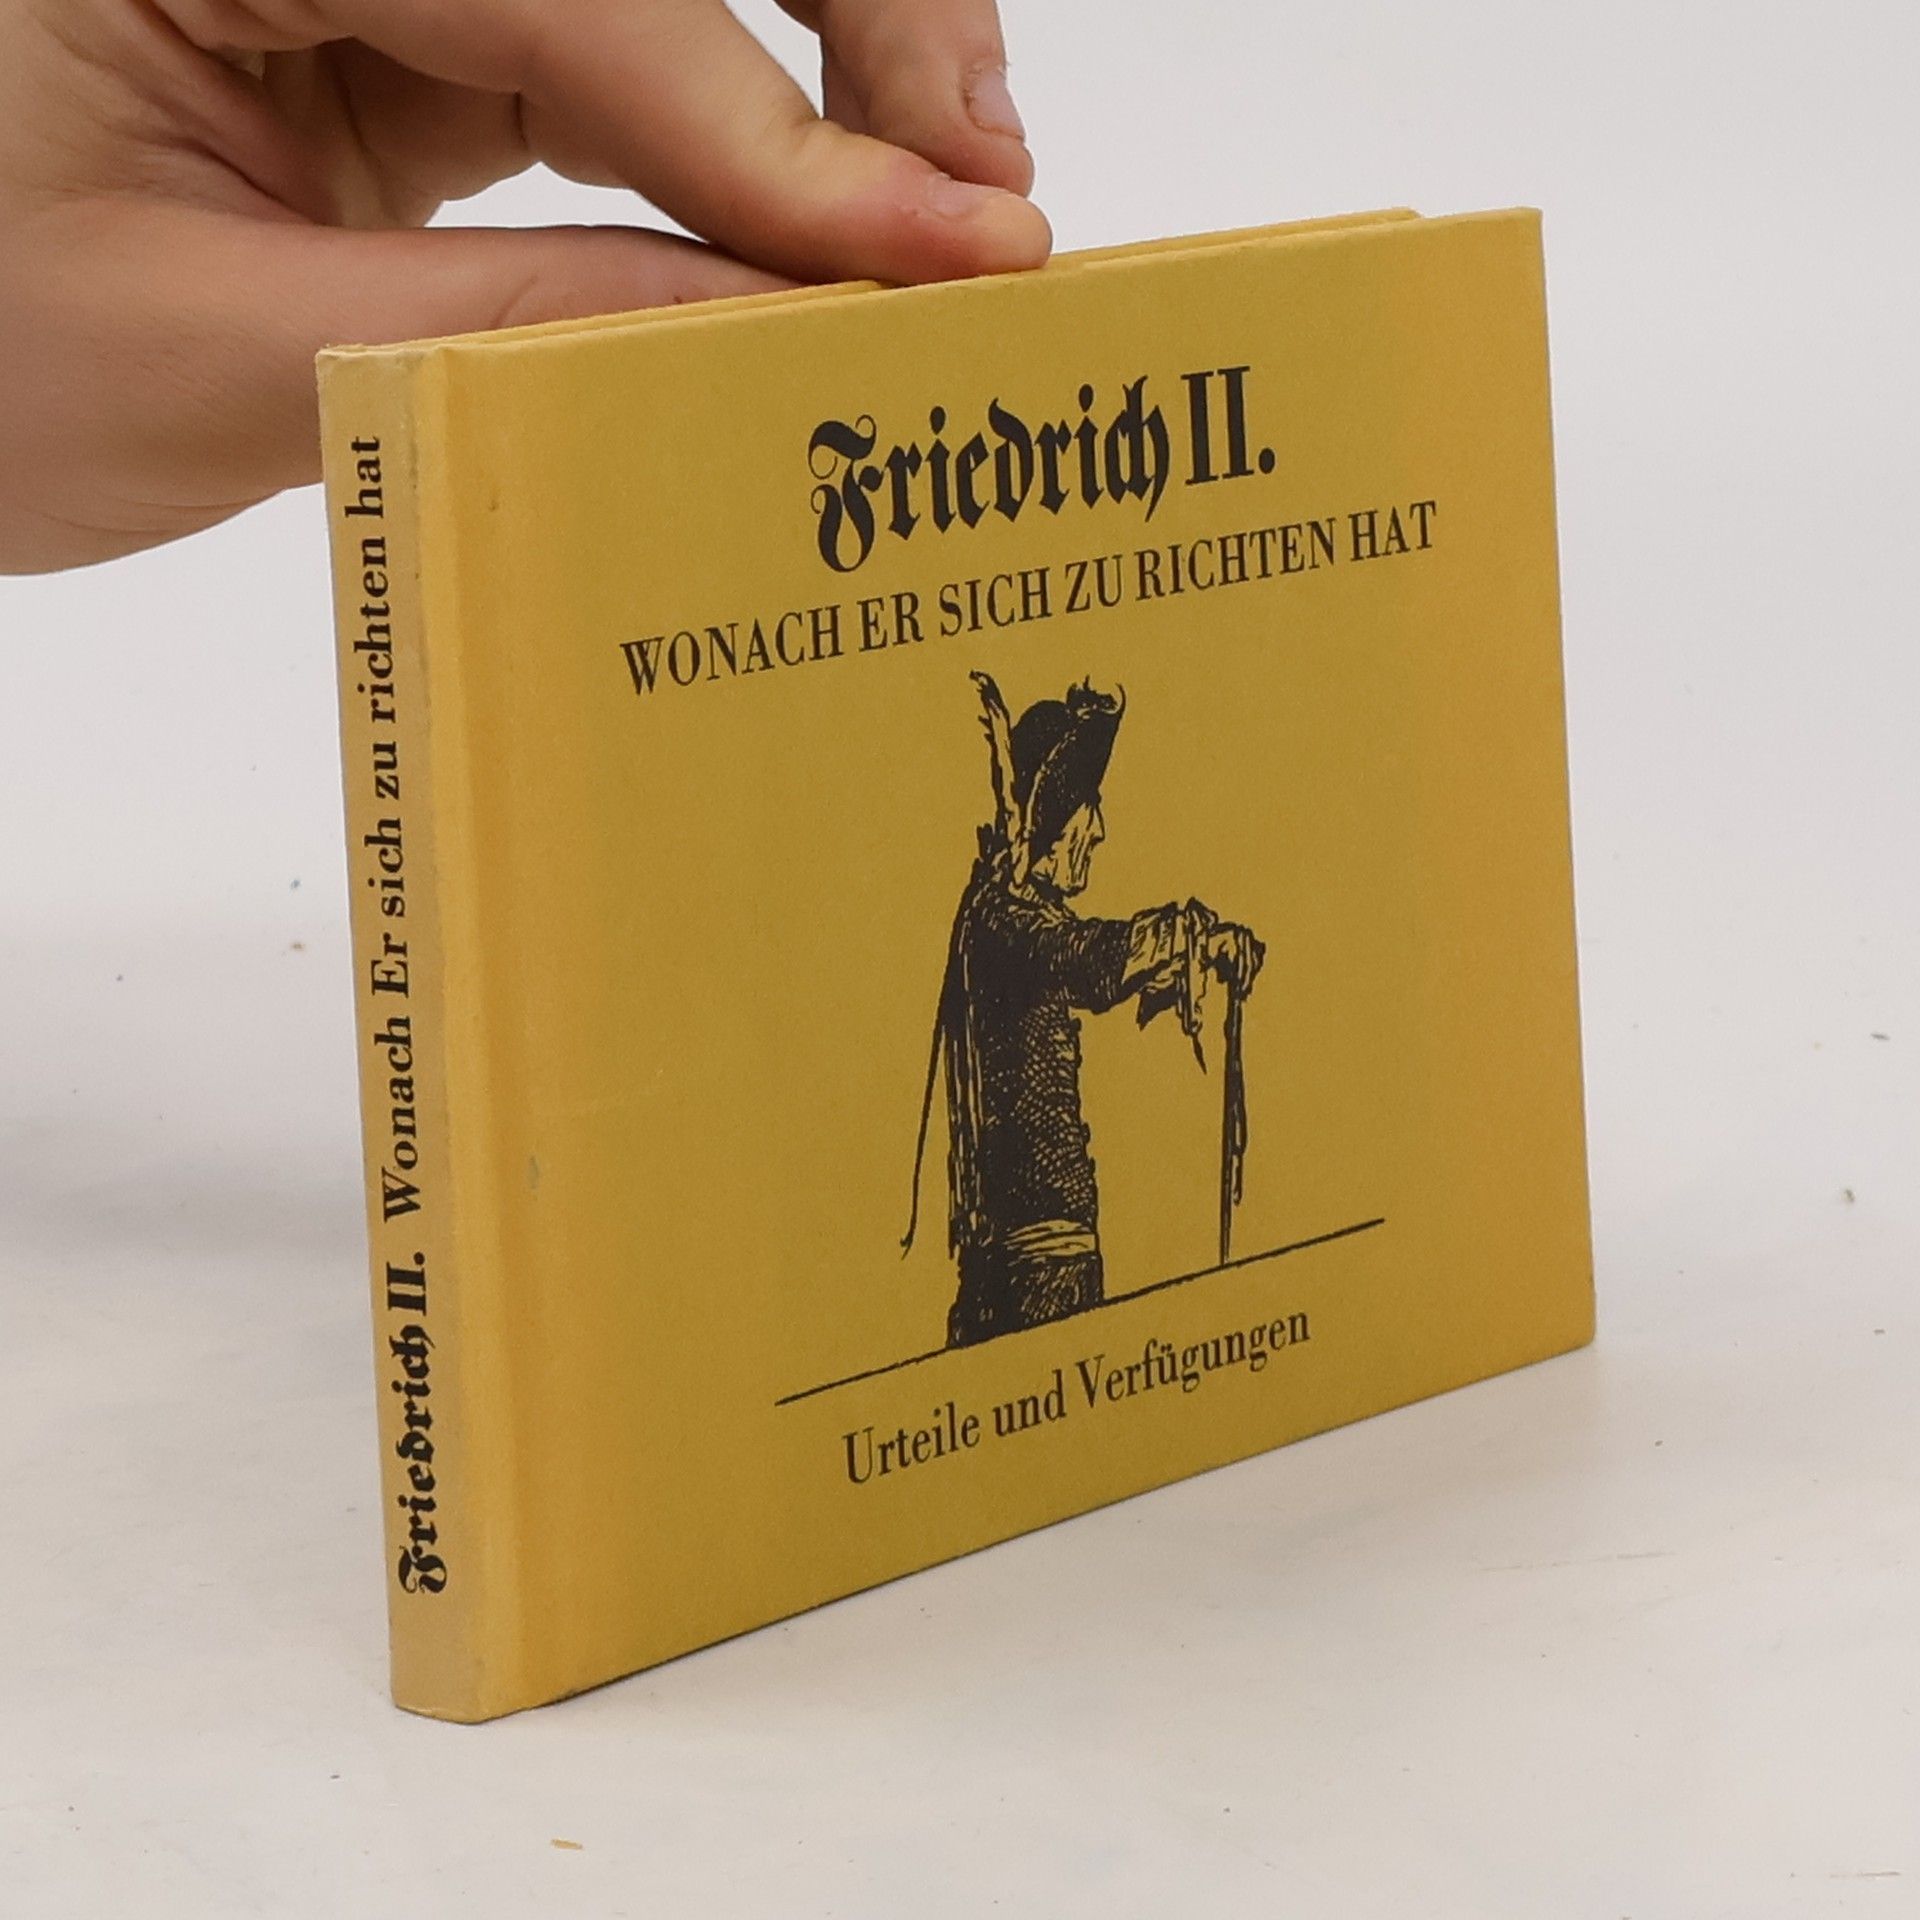 Friedrich II.
WONACH ER SICH ZU RICHTEN HAT
Urteile und Verfügungen
Friedrich II. Wonach Er sich zu richten hat